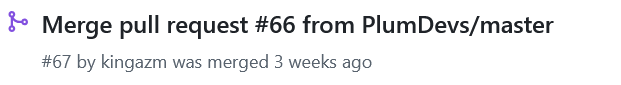 Merge pull request #66 from PlumDevs/master
#67 by kingazm was merged 3 weeks ago